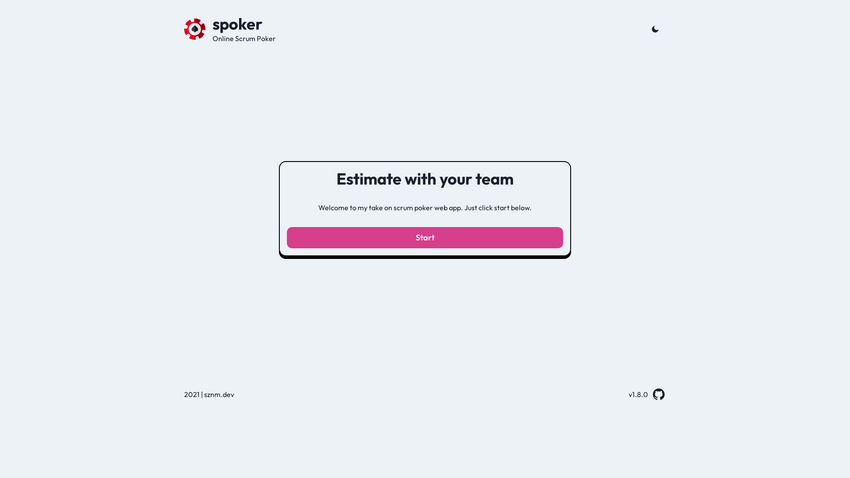 spoker
Online Scrum Poker
Estimate with your team
Welcome to my take on scrum poker web app. Just click start below.
Start
2021 | sznm.dev
v1.8.0